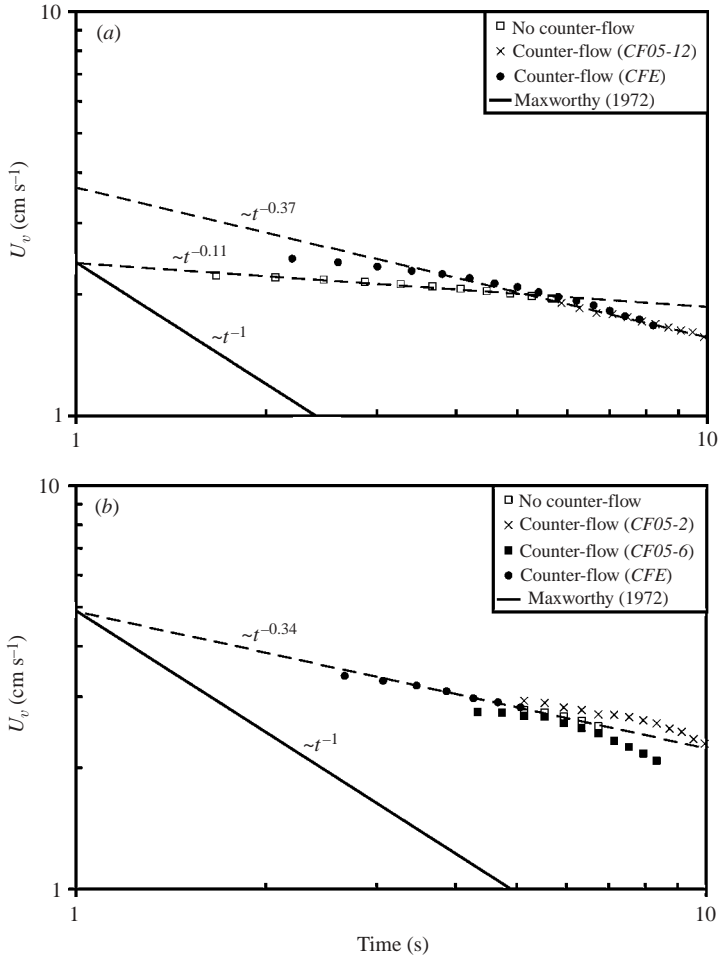 10
(a)
No counter-flow
Counter-flow (CF05-12)
Counter-flow (CFE)
Maxworthy (1972)
U_v (cm s⁻¹)
~t⁻⁰·³⁷
~t⁻⁰·¹¹
~t⁻¹
1
1
10
10
(b)
No counter-flow
Counter-flow (CF05-2)
Counter-flow (CF05-6)
Counter-flow (CFE)
Maxworthy (1972)
U_v (cm s⁻¹)
~t⁻⁰·³⁴
~t⁻¹
1
1
10
Time (s)